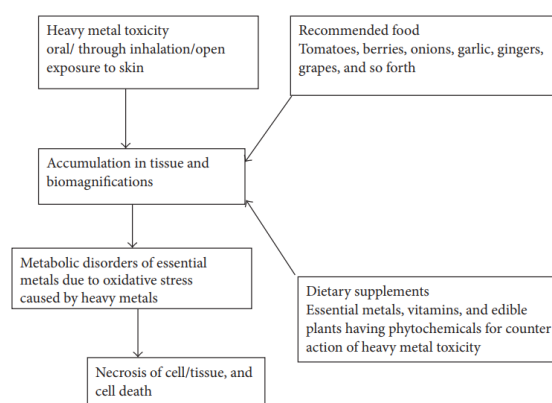 Heavy metal toxicity
oral/ through inhalation/open
exposure to skin
Recommended food
Tomatoes, berries, onions, garlic, gingers,
grapes, and so forth
Accumulation in tissue and
biomagnifications
Metabolic disorders of essential
metals due to oxidative stress
caused by heavy metals
Dietary supplements
Essential metals, vitamins, and edible
plants having phytochemicals for counter
action of heavy metal toxicity
Necrosis of cell/tissue, and
cell death